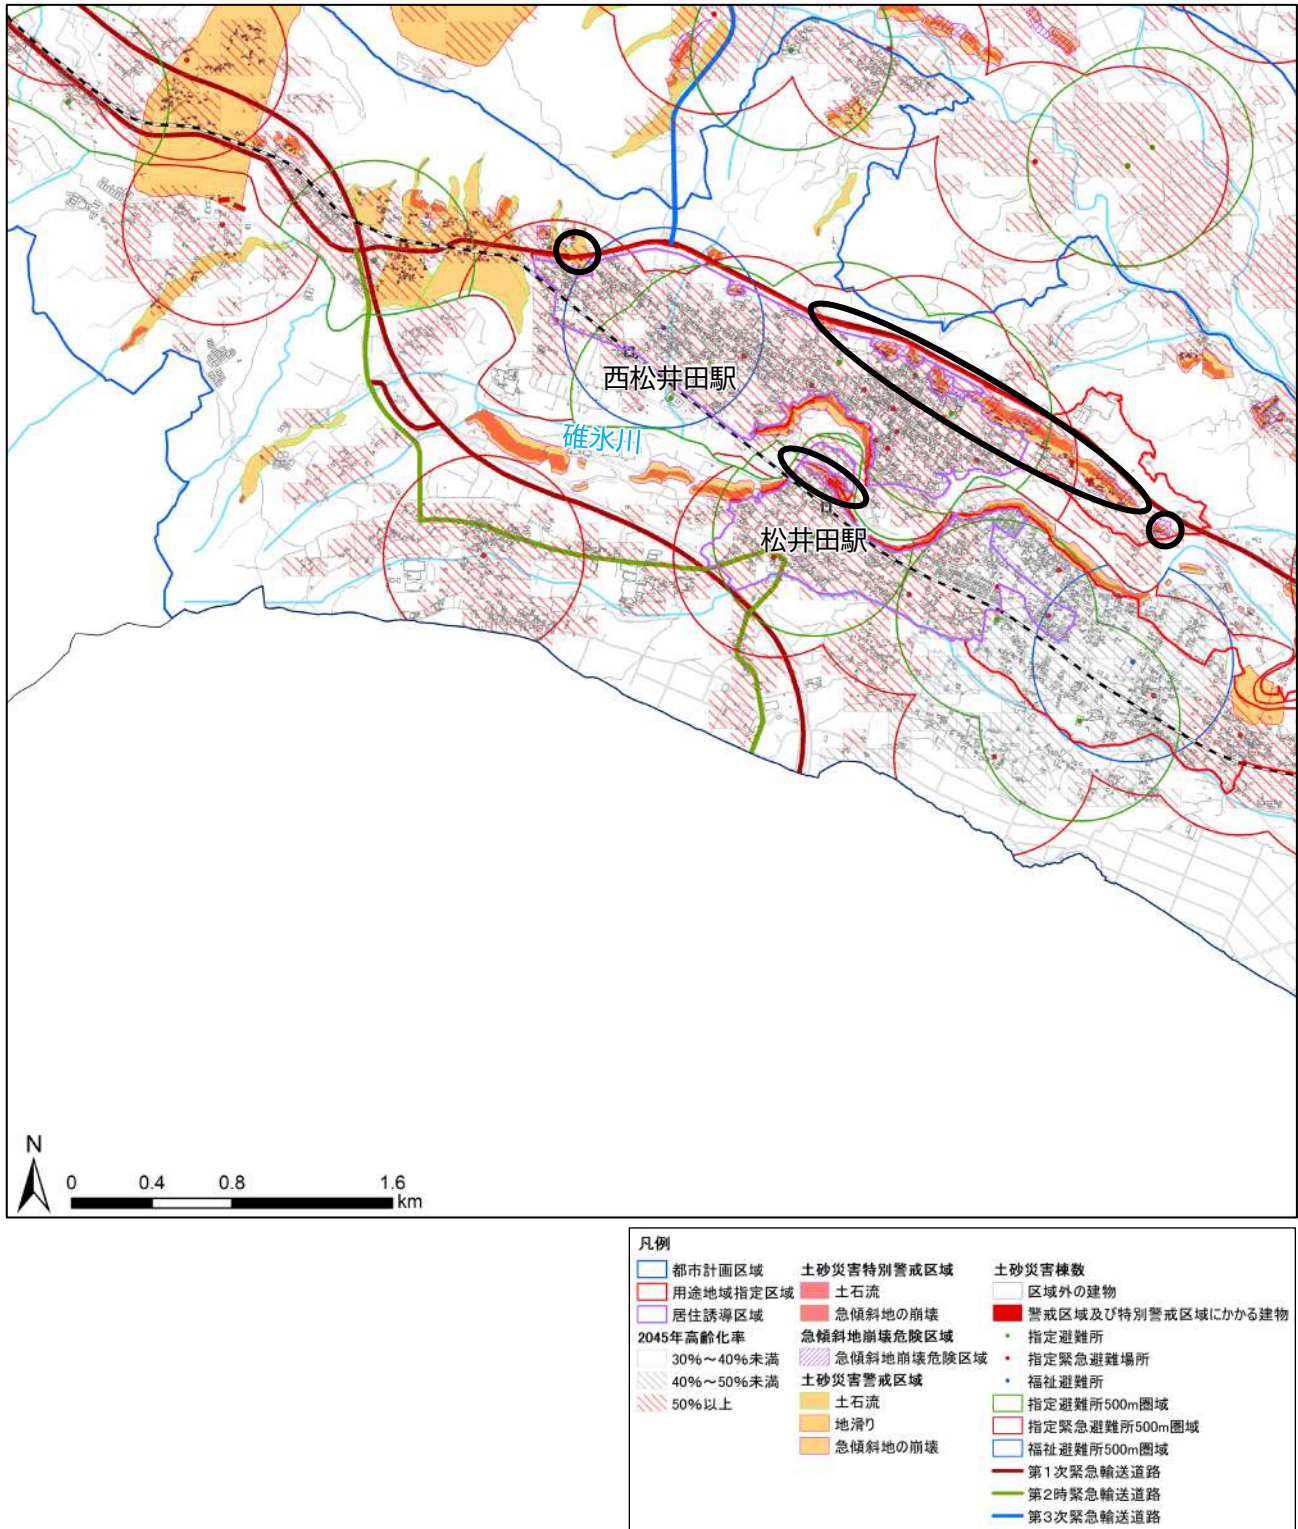 西松井田駅
碓氷川
松井田駅
N
0 0.4 0.8 1.6
km
凡例
都市計画区域
用途地域指定区域
居住誘導区域
2045年高齢化率
30%～40%未満
40%～50%未満
50%以上
土砂災害特別警戒区域
土石流
急傾斜地の崩壊
急傾斜地崩壊危険区域
急傾斜地崩壊危険区域
土砂災害警戒区域
土石流
地滑り
急傾斜地の崩壊
土砂災害棟数
区域外の建物
警戒区域及び特別警戒区域にかかる建物
指定避難所
指定緊急避難場所
福祉避難所
指定避難所500m圏域
指定緊急避難所500m圏域
福祉避難所500m圏域
第1次緊急輸送道路
第2時緊急輸送道路
第3次緊急輸送道路